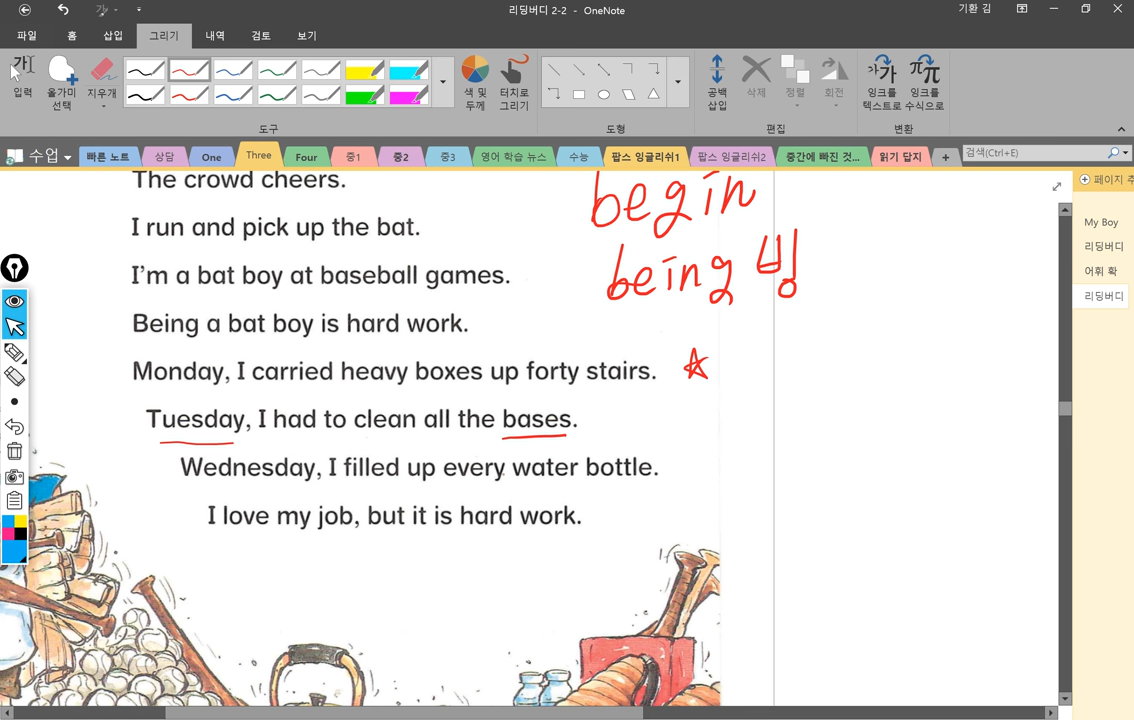 리딩버디 2-2 - OneNote
기환 김
파일 홈 삽입 그리기 내역 검토 보기
입력 올가미 선택 지우개 색 및 두께 터치로 그리기 공백 삽입 삭제 정렬 회전 잉크를 텍스트로 잉크를 수식으로
도구 도형 편집 변환
수업 빠른 노트 상담 One Three Four 중1 중2 중3 영어 학습 뉴스 수능 팝스 잉글리쉬1 팝스 잉글리쉬2 중간에 빠진 것... 읽기 답지 + 검색(Ctrl+E)
페이지 추
My Boy
리딩버디
어휘 확
리딩버디
The crowd cheers.
begin
I run and pick up the bat.
being 빙
I'm a bat boy at baseball games.
Being a bat boy is hard work.
Monday, I carried heavy boxes up forty stairs.
Tuesday, I had to clean all the bases.
Wednesday, I filled up every water bottle.
I love my job, but it is hard work.